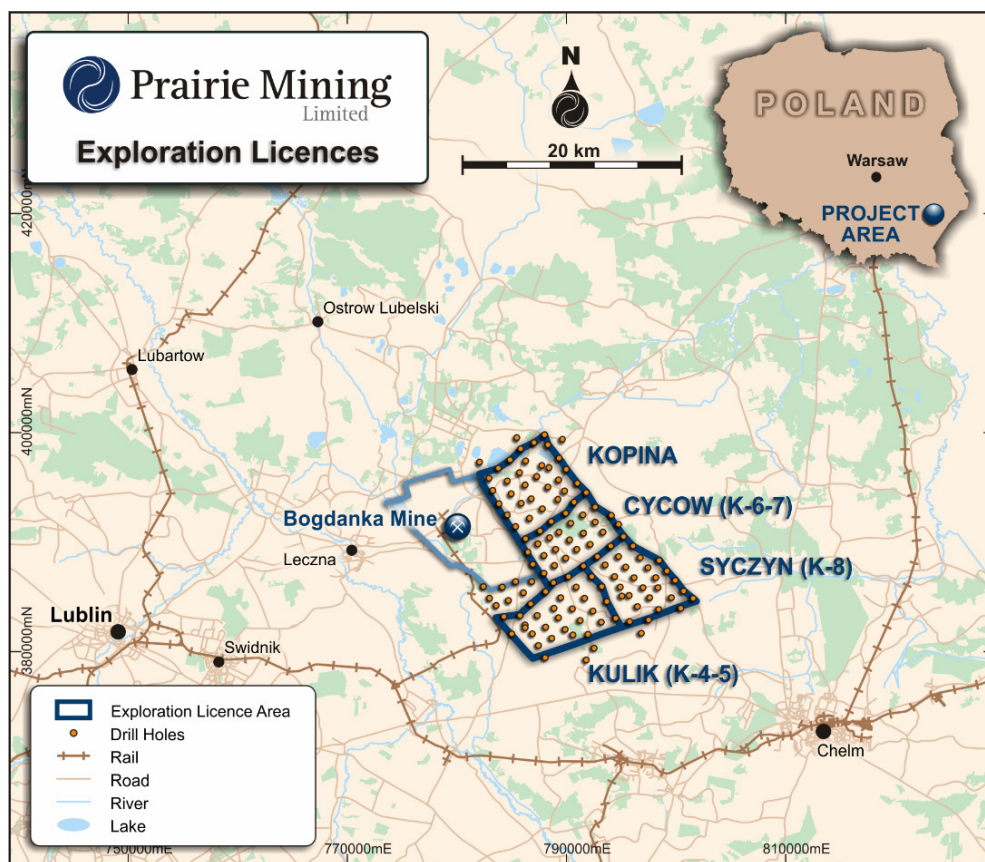 Prairie Mining
Limited
Exploration Licences
N
20 km
POLAND
Warsaw
PROJECT
AREA
420000mN
Ostrow Lubelski
Lubartow
400000mN
KOPINA
CYCOW (K-6-7)
Bogdanka Mine
Leczna
SYCZYN (K-8)
Lublin
Swidnik
380000mN
KULIK (K-4-5)
Chelm
Exploration Licence Area
Drill Holes
Rail
Road
River
Lake
750000mE
770000mE
790000mE
810000mE